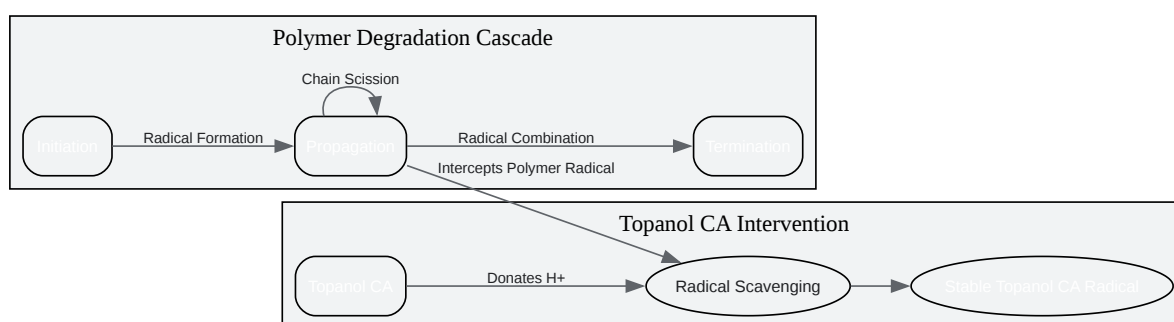 Polymer Degradation Cascade
Chain Scission
Initiation
Radical Formation
Propagation
Radical Combination
Termination
Intercepts Polymer Radical
Topanol CA Intervention
Topanol CA
Donates H+
Radical Scavenging
Stable Topanol CA Radical